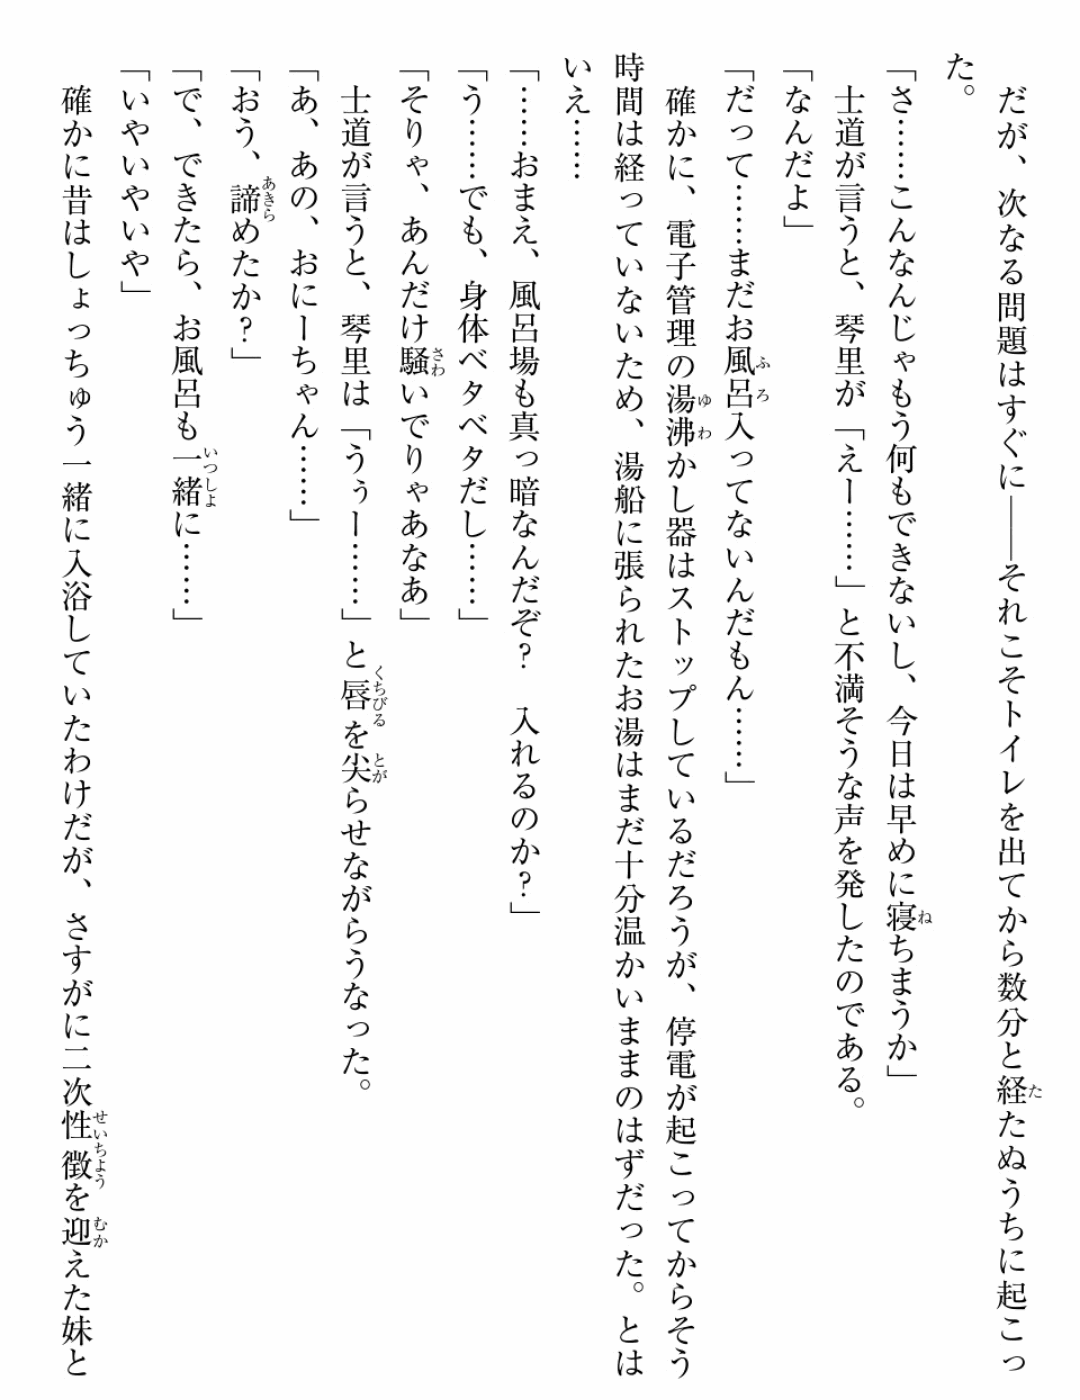 だが、次なる問題はすぐに――それこそトイレを出てから数分と経たぬうちに起こっ
た。
「さ……こんなんじゃもう何もできないし、今日は早めに寝ちまうか」
士道が言うと、琴里が「えー……」と不満そうな声を発したのである。
「なんだよ」
「だって……まだお風呂入ってないんだもん……」
確かに、電子管理の湯沸かし器はストップしているだろうが、停電が起こってからそう
時間は経っていないため、湯船に張られたお湯はまだ十分温かいままのはずだった。とは
いえ……
「……おまえ、風呂場も真っ暗なんだぞ？　入れるのか？」
「う……でも、身体ベタベタだし……」
「そりゃ、あんだけ騒いでりゃあなあ」
士道が言うと、琴里は「うぅー……」と唇を尖らせながらうなった。
「あ、あの、おにーちゃん……」
「おう、諦めたか？」
「で、できたら、お風呂も一緒に……」
「いやいやいや」
確かに昔はしょっちゅう一緒に入浴していたわけだが、さすがに二次性徴を迎えた妹と